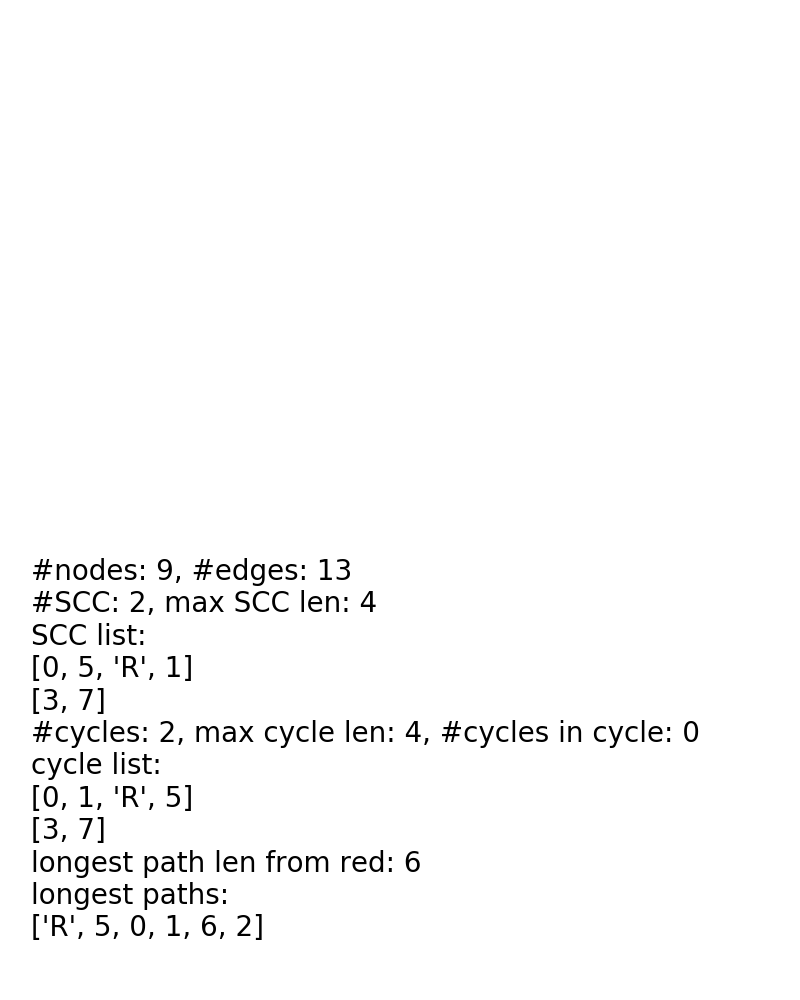 #nodes: 9, #edges: 13
#SCC: 2, max SCC len: 4
SCC list:
[0, 5, 'R', 1]
[3, 7]
#cycles: 2, max cycle len: 4, #cycles in cycle: 0
cycle list:
[0, 1, 'R', 5]
[3, 7]
longest path len from red: 6
longest paths:
['R', 5, 0, 1, 6, 2]